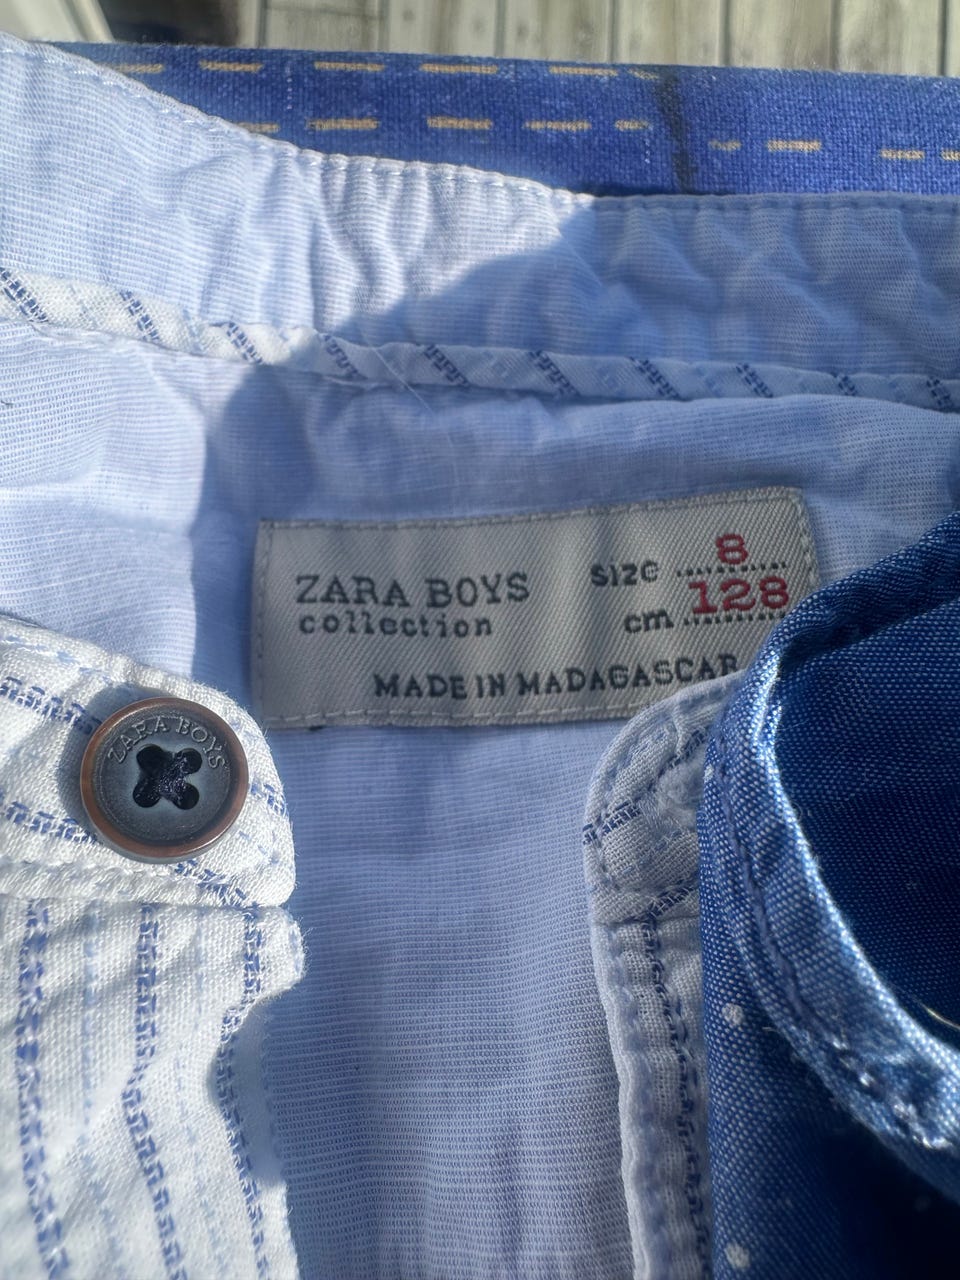 ZARA BOYS
collection
SIZE 8
cm 128
MADE IN MADAGASCAR
ZARA BOYS